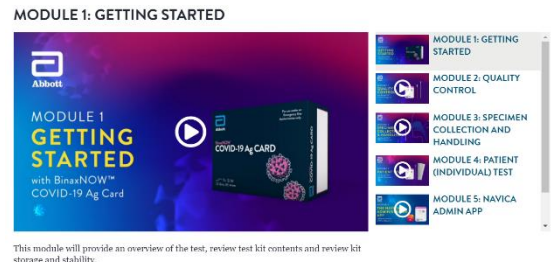 MODULE 1: GETTING STARTED
Abbott
MODULE 1
GETTING
STARTED
with BinaxNOW™
COVID-19 Ag Card
Abbott
BinaxNOW™
COVID-19 Ag CARD
MODULE 1: GETTING
STARTED
MODULE 2: QUALITY
CONTROL
MODULE 3: SPECIMEN
COLLECTION AND
HANDLING
MODULE 4: PATIENT
(INDIVIDUAL) TEST
MODULE 5: NAVICA
ADMIN APP
This module will provide an overview of the test, review test kit contents and review kit
storage and stability.